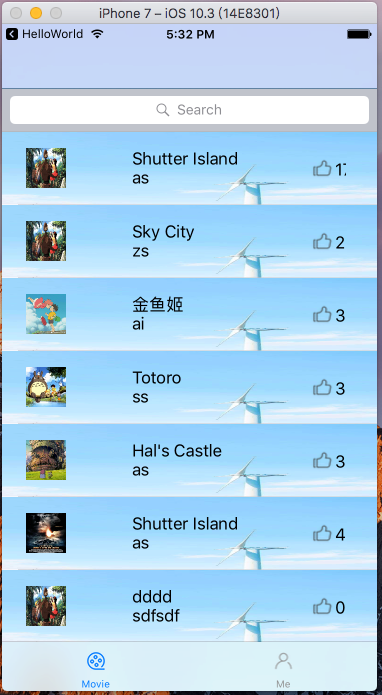 iPhone 7 – iOS 10.3 (14E8301)
HelloWorld 5:32 PM
Search
Shutter Island
as
17
Sky City
zs
2
金鱼姬
ai
3
Totoro
ss
3
Hal's Castle
as
3
Shutter Island
as
4
dddd
sdfsdf
0
Movie Me